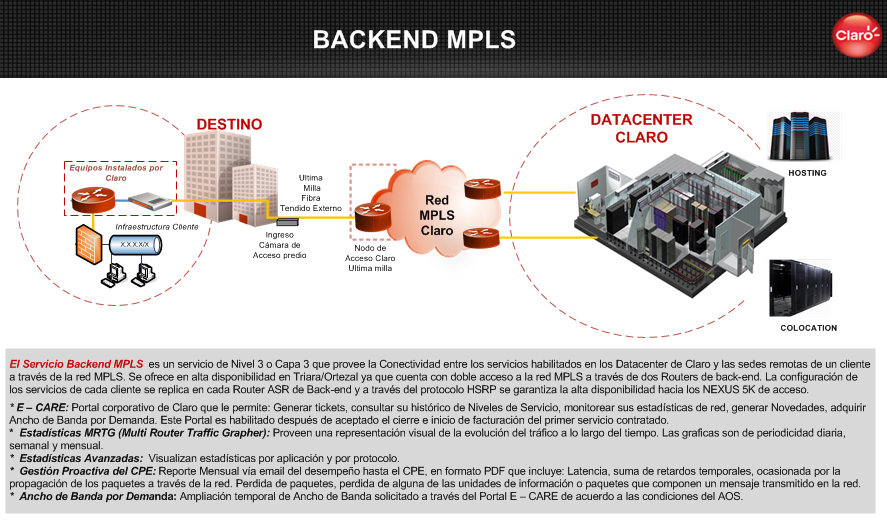 BACKEND MPLS
Claro
DESTINO
DATACENTER
CLARO
HOSTING
Equipos Instalados por
Claro
Ultima
Milla
Fibra
Tendido Externo
Red
MPLS
Claro
Infraestructura Cliente
X.X.X.X/X
Ingreso
Cámara de
Acceso predio
Nodo de
Acceso Claro
Ultima milla
COLOCATION
El Servicio Backend MPLS es un servicio de Nivel 3 o Capa 3 que provee la Conectividad entre los servicios habilitados en los Datacenter de Claro y las sedes remotas de un cliente
a través de la red MPLS. Se ofrece en alta disponibilidad en Triara/Ortezal ya que cuenta con doble acceso a la red MPLS a través de dos Routers de back-end. La configuración de
los servicios de cada cliente se replica en cada Router ASR de Back-end y a través del protocolo HSRP se garantiza la alta disponibilidad hacia los NEXUS 5K de acceso.
* E – CARE: Portal corporativo de Claro que le permite: Generar tickets, consultar su histórico de Niveles de Servicio, monitorear sus estadísticas de red, generar Novedades, adquirir
Ancho de Banda por Demanda. Este Portal es habilitado después de aceptado el cierre e inicio de facturación del primer servicio contratado.
* Estadísticas MRTG (Multi Router Traffic Grapher): Proveen una representación visual de la evolución del tráfico a lo largo del tiempo. Las graficas son de periodicidad diaria,
semanal y mensual.
* Estadísticas Avanzadas: Visualizan estadísticas por aplicación y por protocolo.
* Gestión Proactiva del CPE: Reporte Mensual vía email del desempeño hasta el CPE, en formato PDF que incluye: Latencia, suma de retardos temporales, ocasionada por la
propagación de los paquetes a través de la red. Perdida de paquetes, perdida de alguna de las unidades de información o paquetes que componen un mensaje transmitido en la red.
* Ancho de Banda por Demanda: Ampliación temporal de Ancho de Banda solicitado a través del Portal E – CARE de acuerdo a las condiciones del AOS.